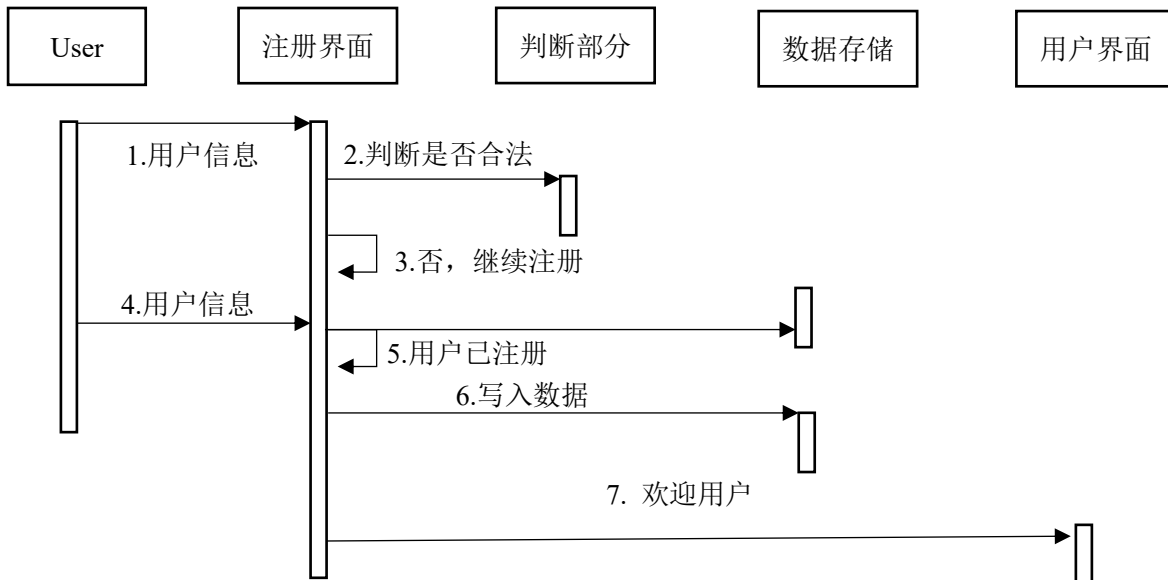 User
注册界面
判断部分
数据存储
用户界面
1.用户信息
2.判断是否合法
3.否，继续注册
4.用户信息
5.用户已注册
6.写入数据
7. 欢迎用户